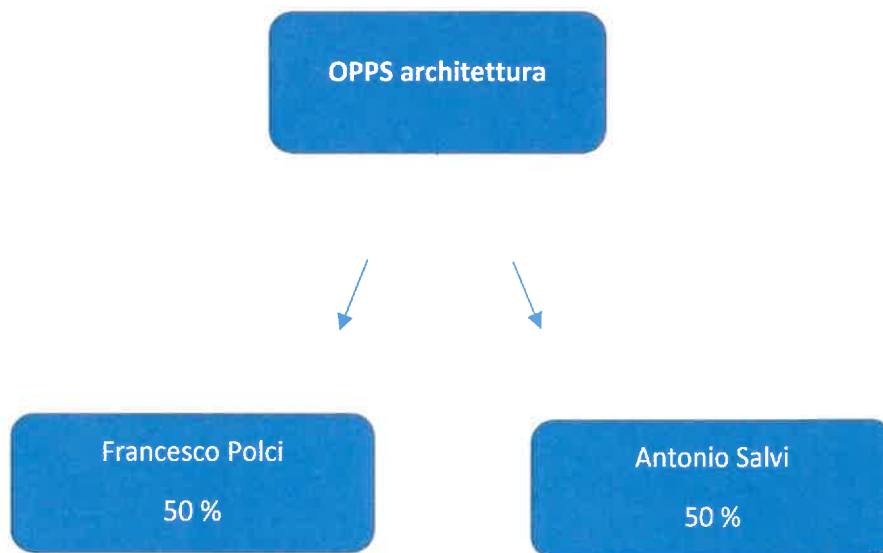 OPPS architettura
Francesco Polci
50 %
Antonio Salvi
50 %